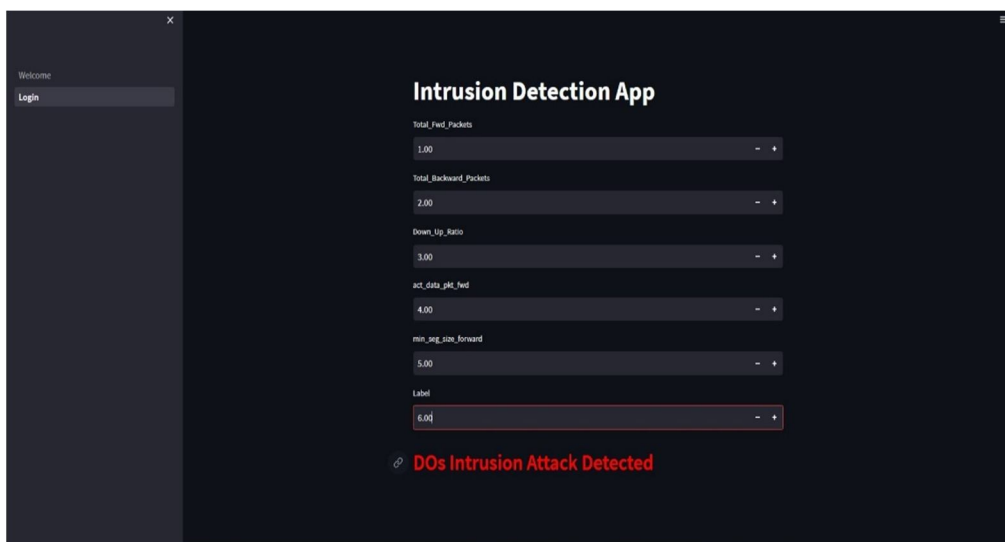 Welcome
Login
Intrusion Detection App
Total_Fwd_Packets
1.00
Total_Backward_Packets
2.00
Down_Up_Ratio
3.00
act_data_pkt_fwd
4.00
min_seg_size_forward
5.00
Label
6.00
DOs Intrusion Attack Detected